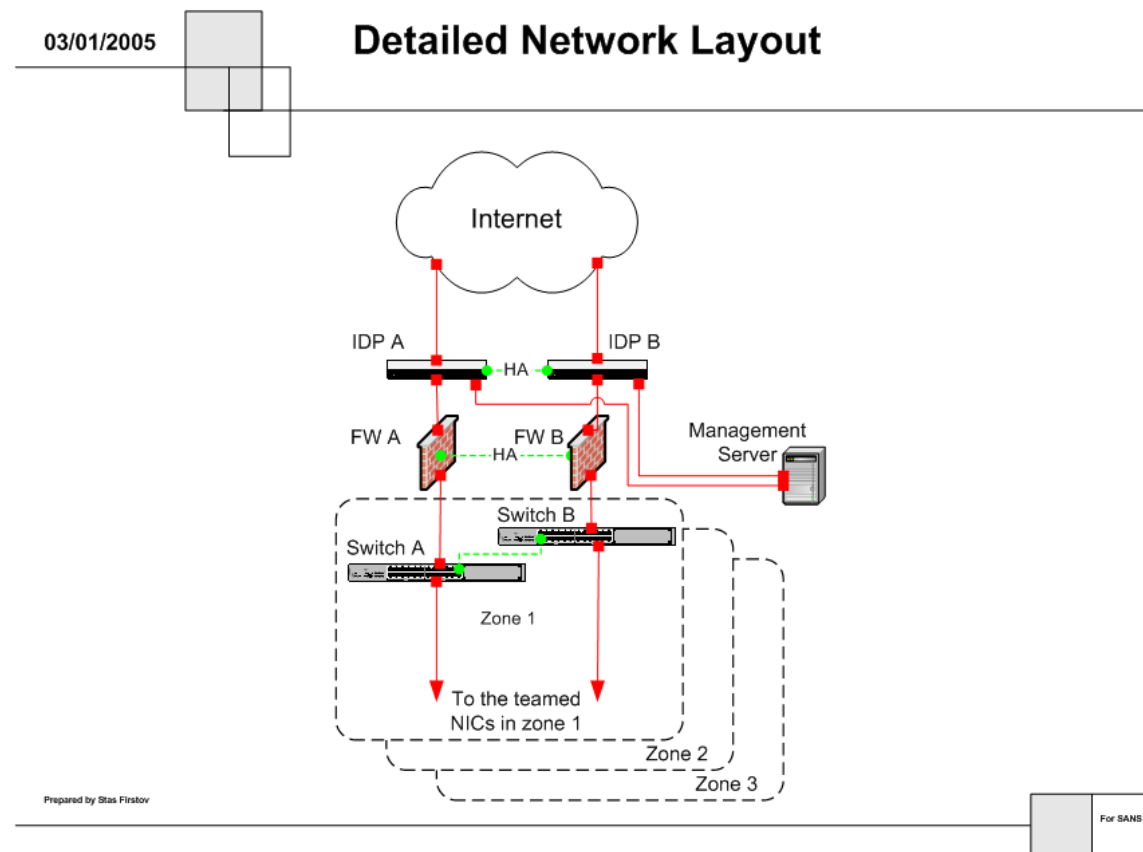 03/01/2005
Detailed Network Layout
Internet
IDP A
IDP B
HA
FW A
FW B
HA
Management
Server
Switch B
Switch A
Zone 1
To the teamed
NICs in zone 1
Zone 2
Zone 3
Prepared by Stas Firstov
For SANS